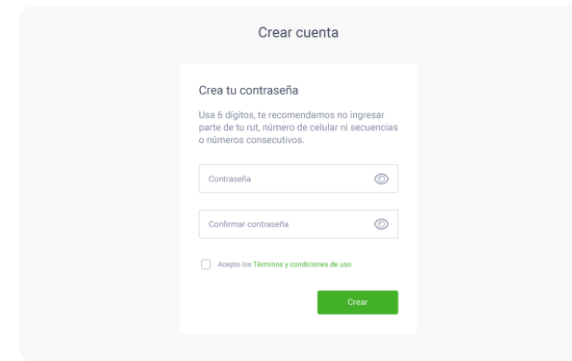 Crear cuenta
Crea tu contraseña
Usa 6 dígitos, te recomendamos no ingresar
parte de tu rut, número de celular ni secuencias
o números consecutivos.
Contraseña
Confirmar contraseña
Acepto los Términos y condiciones de uso
Crear